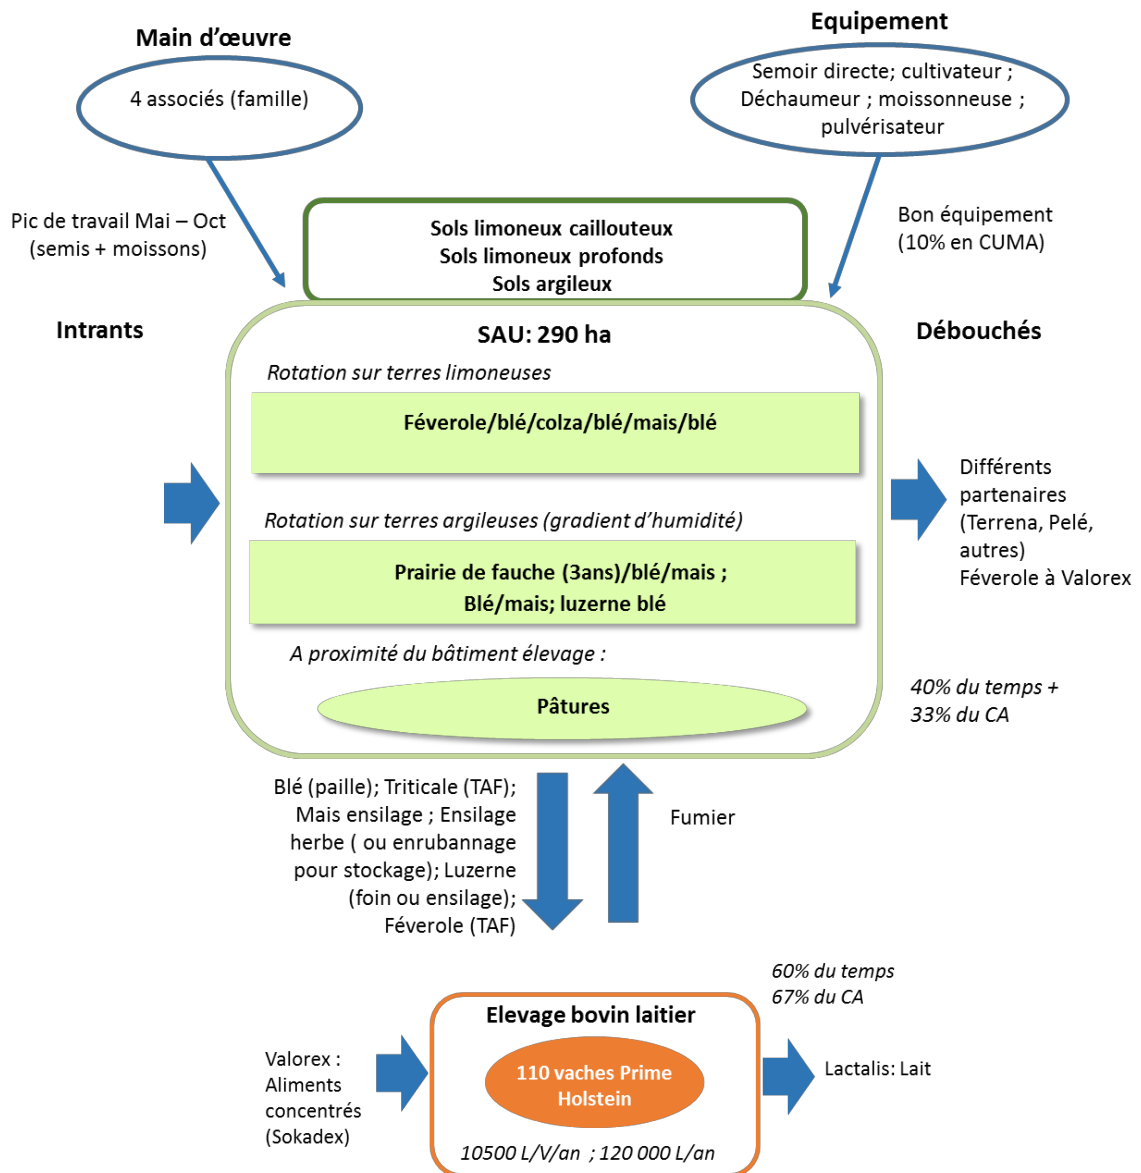 Main d'œuvre
4 associés (famille)
Equipement
Semoir directe; cultivateur ;
Déchaumeur ; moissonneuse ;
pulvérisateur
Pic de travail Mai – Oct
(semis + moissons)
Bon équipement
(10% en CUMA)
Sols limoneux caillouteux
Sols limoneux profonds
Sols argileux
Intrants
Débouchés
SAU: 290 ha
Rotation sur terres limoneuses
Féverole/blé/colza/blé/mais/blé
Rotation sur terres argileuses (gradient d'humidité)
Prairie de fauche (3ans)/blé/mais ;
Blé/mais; luzerne blé
A proximité du bâtiment élevage :
Pâtures
Différents
partenaires
(Terrena, Pelé,
autres)
Féverole à Valorex
40% du temps +
33% du CA
Blé (paille); Triticale (TAF);
Mais ensilage ; Ensilage
herbe ( ou enrubannage
pour stockage); Luzerne
(foin ou ensilage);
Féverole (TAF)
Fumier
60% du temps
67% du CA
Elevage bovin laitier
110 vaches Prime
Holstein
10500 L/V/an ; 120 000 L/an
Valorex :
Aliments
concentrés
(Sokadex)
Lactalis: Lait